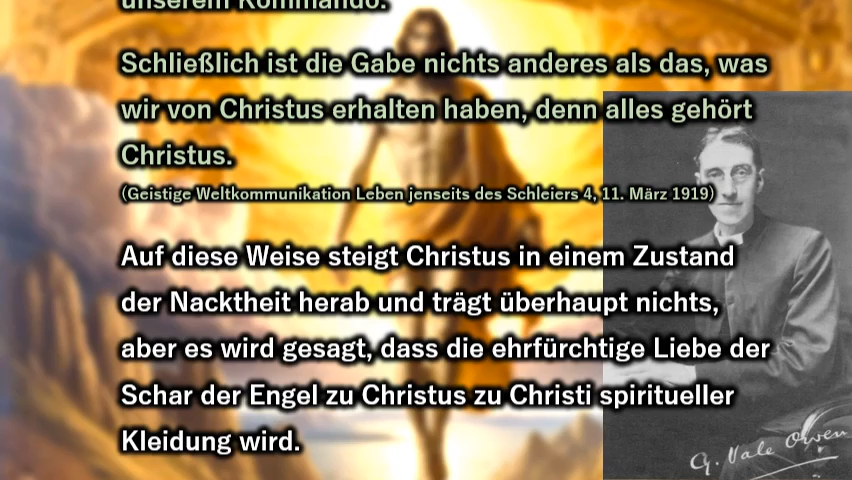 unserem Kommando.
Schließlich ist die Gabe nichts anderes als das, was
wir von Christus erhalten haben, denn alles gehört
Christus.
(Geistige Weltkommunikation Leben jenseits des Schleiers 4, 11. März 1919)
Auf diese Weise steigt Christus in einem Zustand
der Nacktheit herab und trägt überhaupt nichts,
aber es wird gesagt, dass die ehrfürchtige Liebe der
Schar der Engel zu Christus zu Christi spiritueller
Kleidung wird.
G. Vale Owen